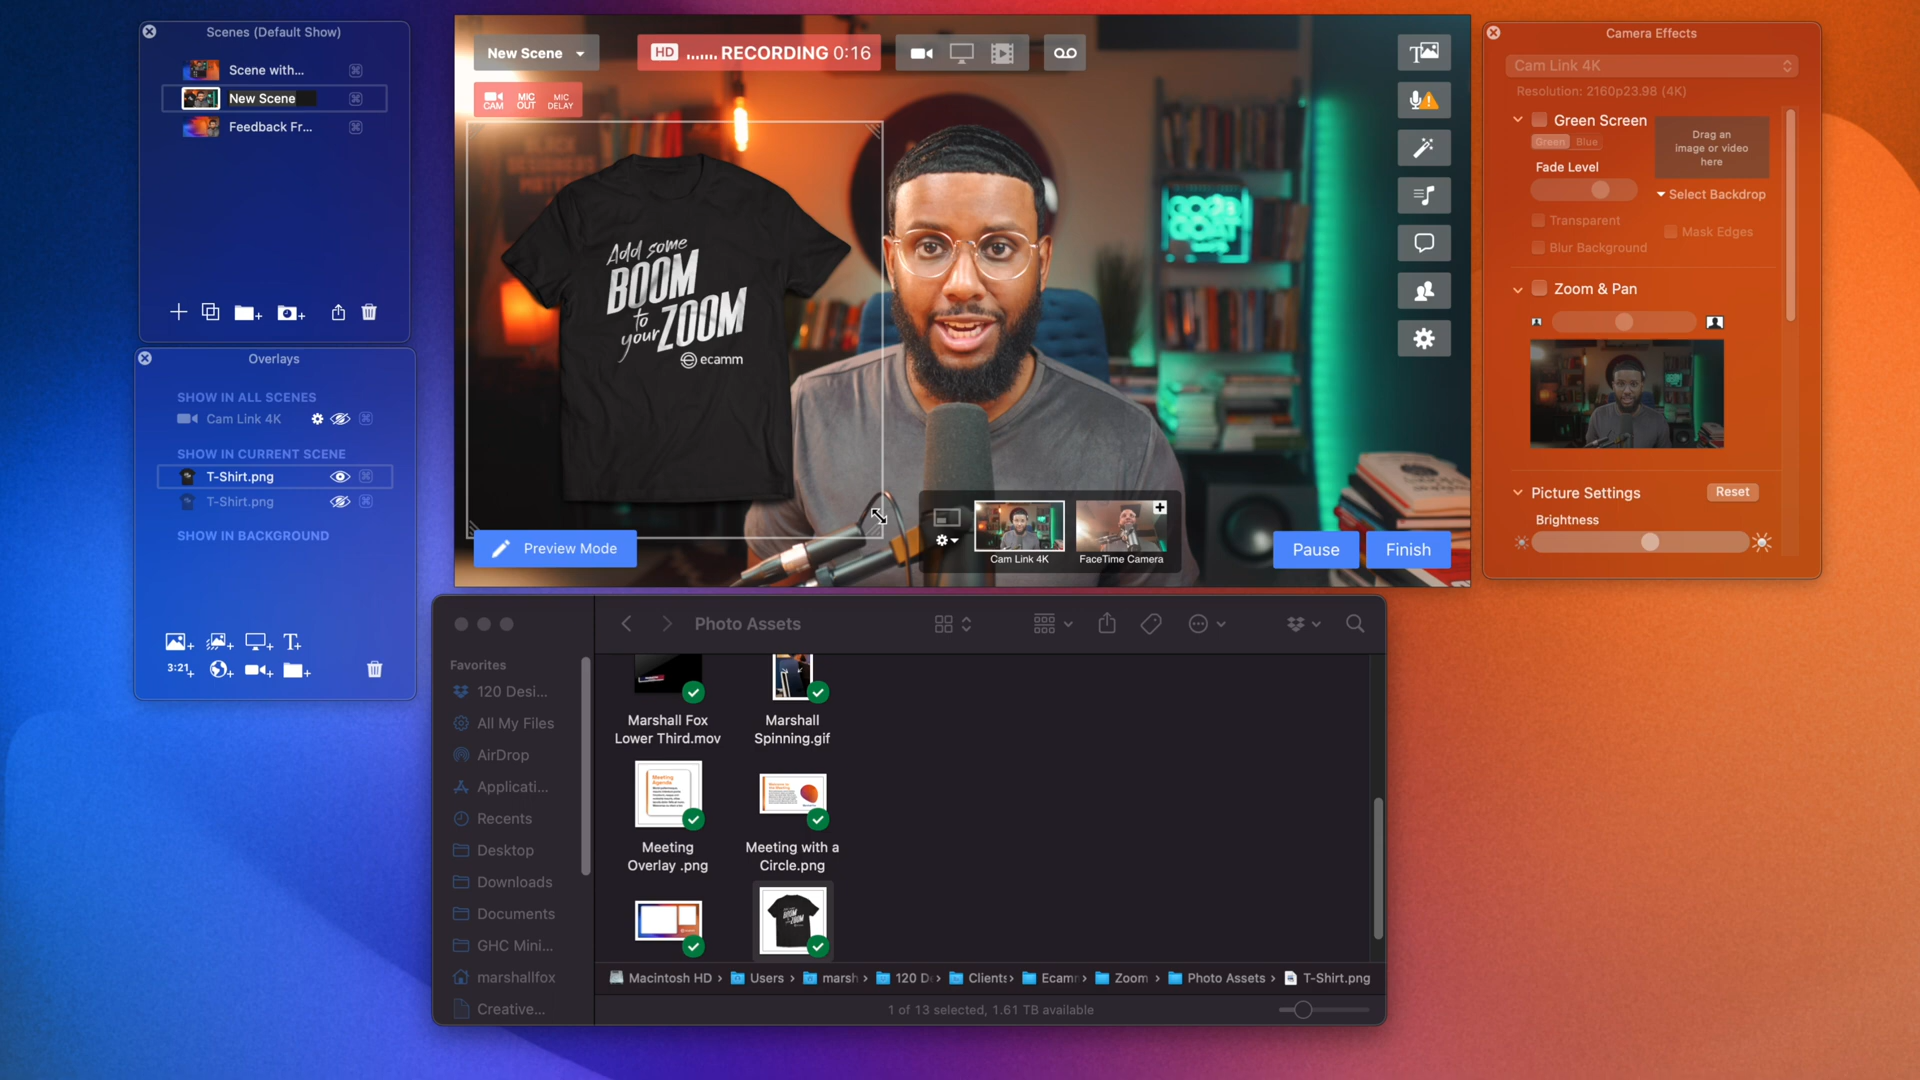 Scenes (Default Show)
Scene with...
New Scene
Feedback Fr...
Overlays
SHOW IN ALL SCENES
Cam Link 4K
SHOW IN CURRENT SCENE
T-Shirt.png
T-Shirt.png
SHOW IN BACKGROUND
3:21
New Scene
HD ...... RECORDING 0:16
CAM
MIC OUT
MIC DELAY
BLACK
DESIGNERS
MATTER
Add some
BOOM
to
your ZOOM
ecamm
GOOD
GOAT
Preview Mode
Cam Link 4K
FaceTime Camera
Pause
Finish
Camera Effects
Cam Link 4K
Resolution: 2160p23.98 (4K)
Green Screen
Green Blue
Drag an
image or video
here
Fade Level
Select Backdrop
Transparent
Mask Edges
Blur Background
Zoom & Pan
Picture Settings
Reset
Brightness
Photo Assets
Favorites
120 Desi...
All My Files
AirDrop
Applicati...
Recents
Desktop
Downloads
Documents
GHC Mini...
marshallfox
Creative...
Marshall Fox
Lower Third.mov
Marshall
Spinning.gif
Meeting
Overlay .png
Meeting with a
Circle.png
Macintosh HD › Users › marsh › 120 D › Clients › Ecam › Zoom › Photo Assets › T-Shirt.png
1 of 13 selected, 1.61 TB available